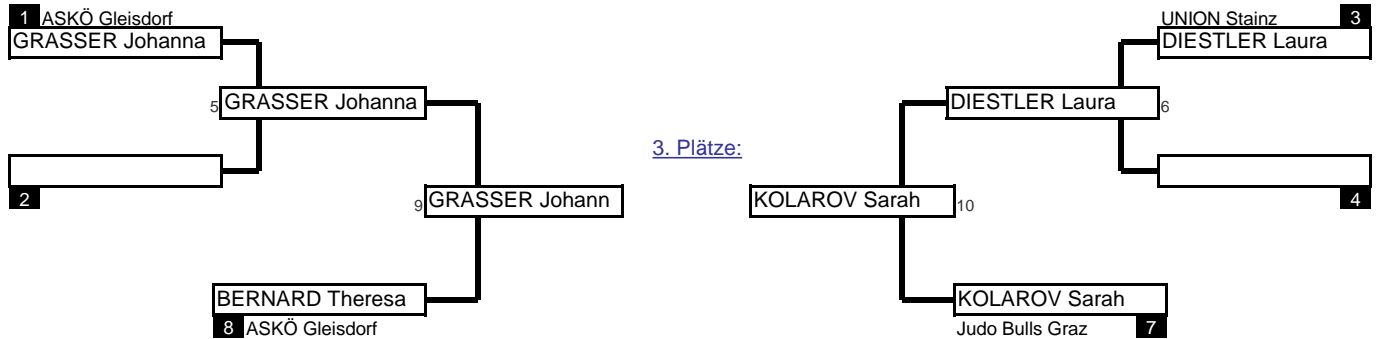 1 ASKÖ Gleisdorf
GRASSER Johanna
UNION Stainz 3
DIESTLER Laura
5 GRASSER Johanna
DIESTLER Laura 6
3. Plätze:
2
4
9 GRASSER Johann
KOLAROV Sarah 10
BERNARD Theresa
8 ASKÖ Gleisdorf
KOLAROV Sarah
Judo Bulls Graz 7